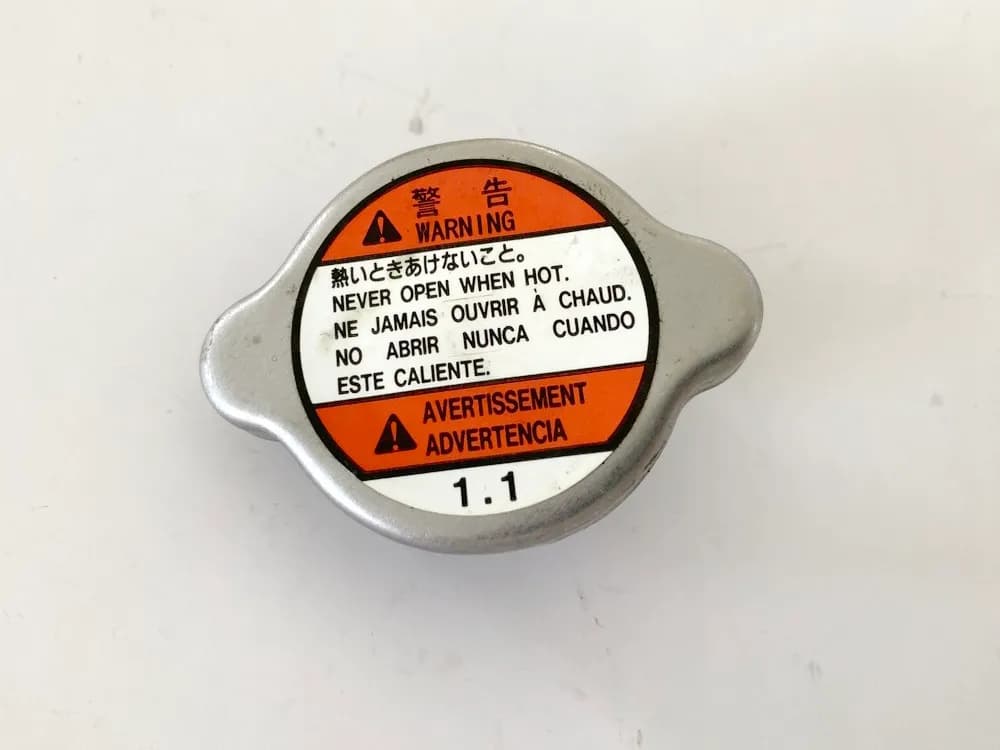 警告
WARNING
熱いときあけないこと。
NEVER OPEN WHEN HOT.
NE JAMAIS OUVRIR À CHAUD.
NO ABRIR NUNCA CUANDO
ESTE CALIENTE.
AVERTISSEMENT
ADVERTENCIA
1.1